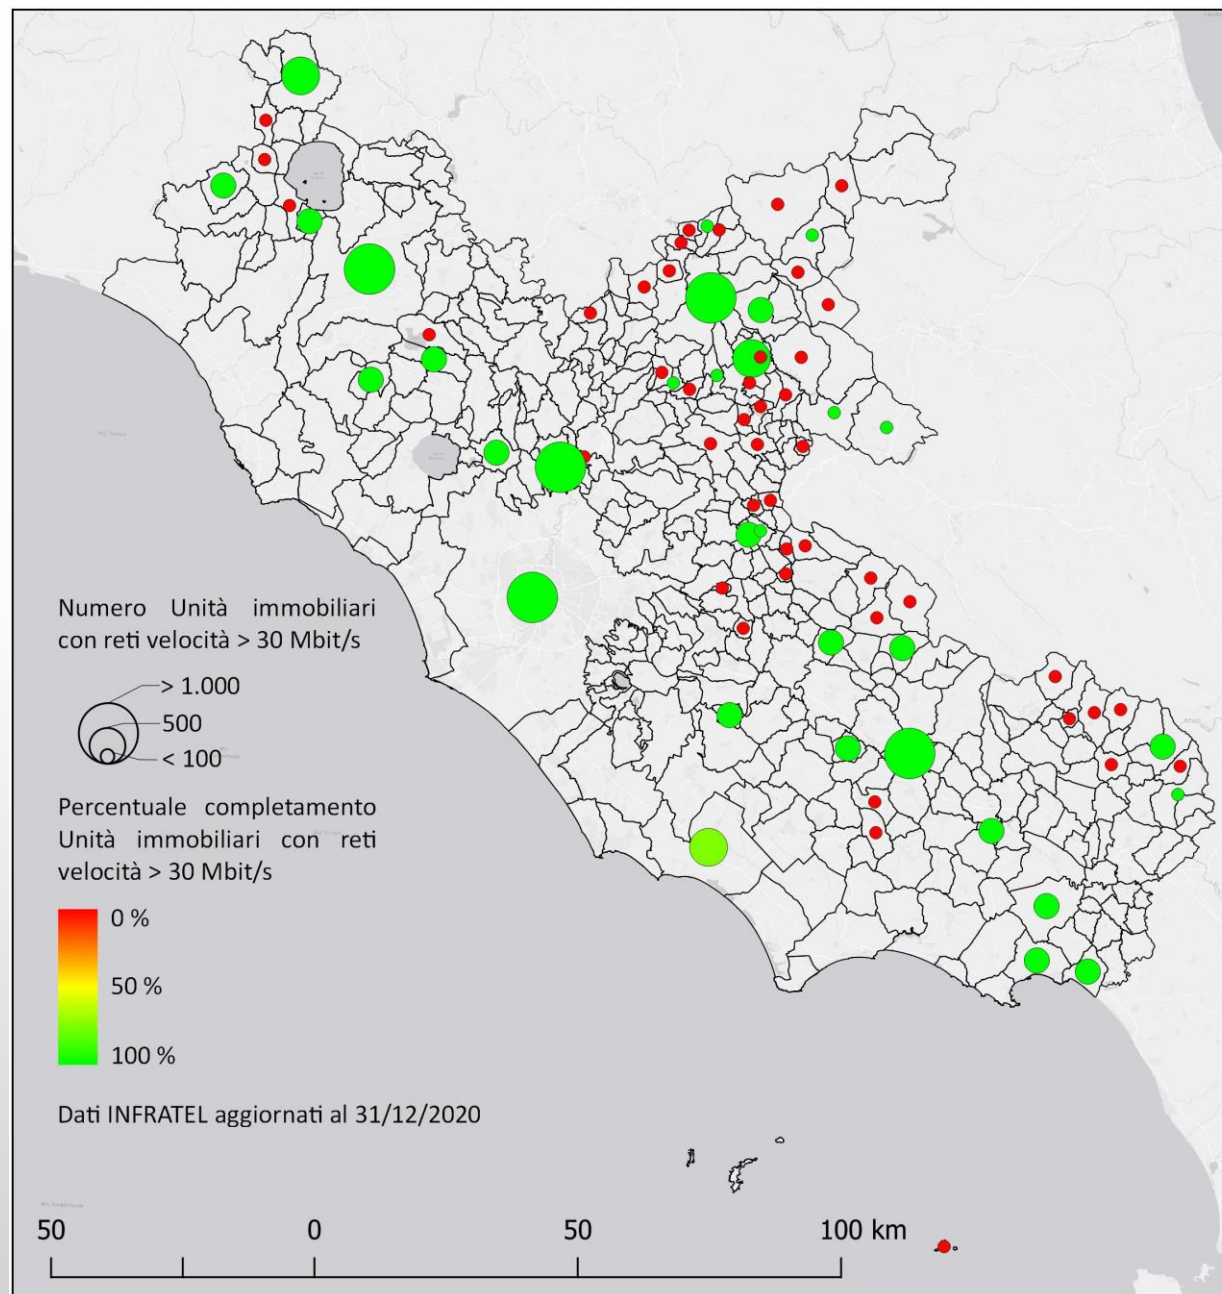 Numero Unità immobiliari
con reti velocità > 30 Mbit/s
> 1.000
500
< 100
Percentuale completamento
Unità immobiliari con reti
velocità > 30 Mbit/s
0 %
50 %
100 %
Dati INFRATEL aggiornati al 31/12/2020
50 0 50 100 km